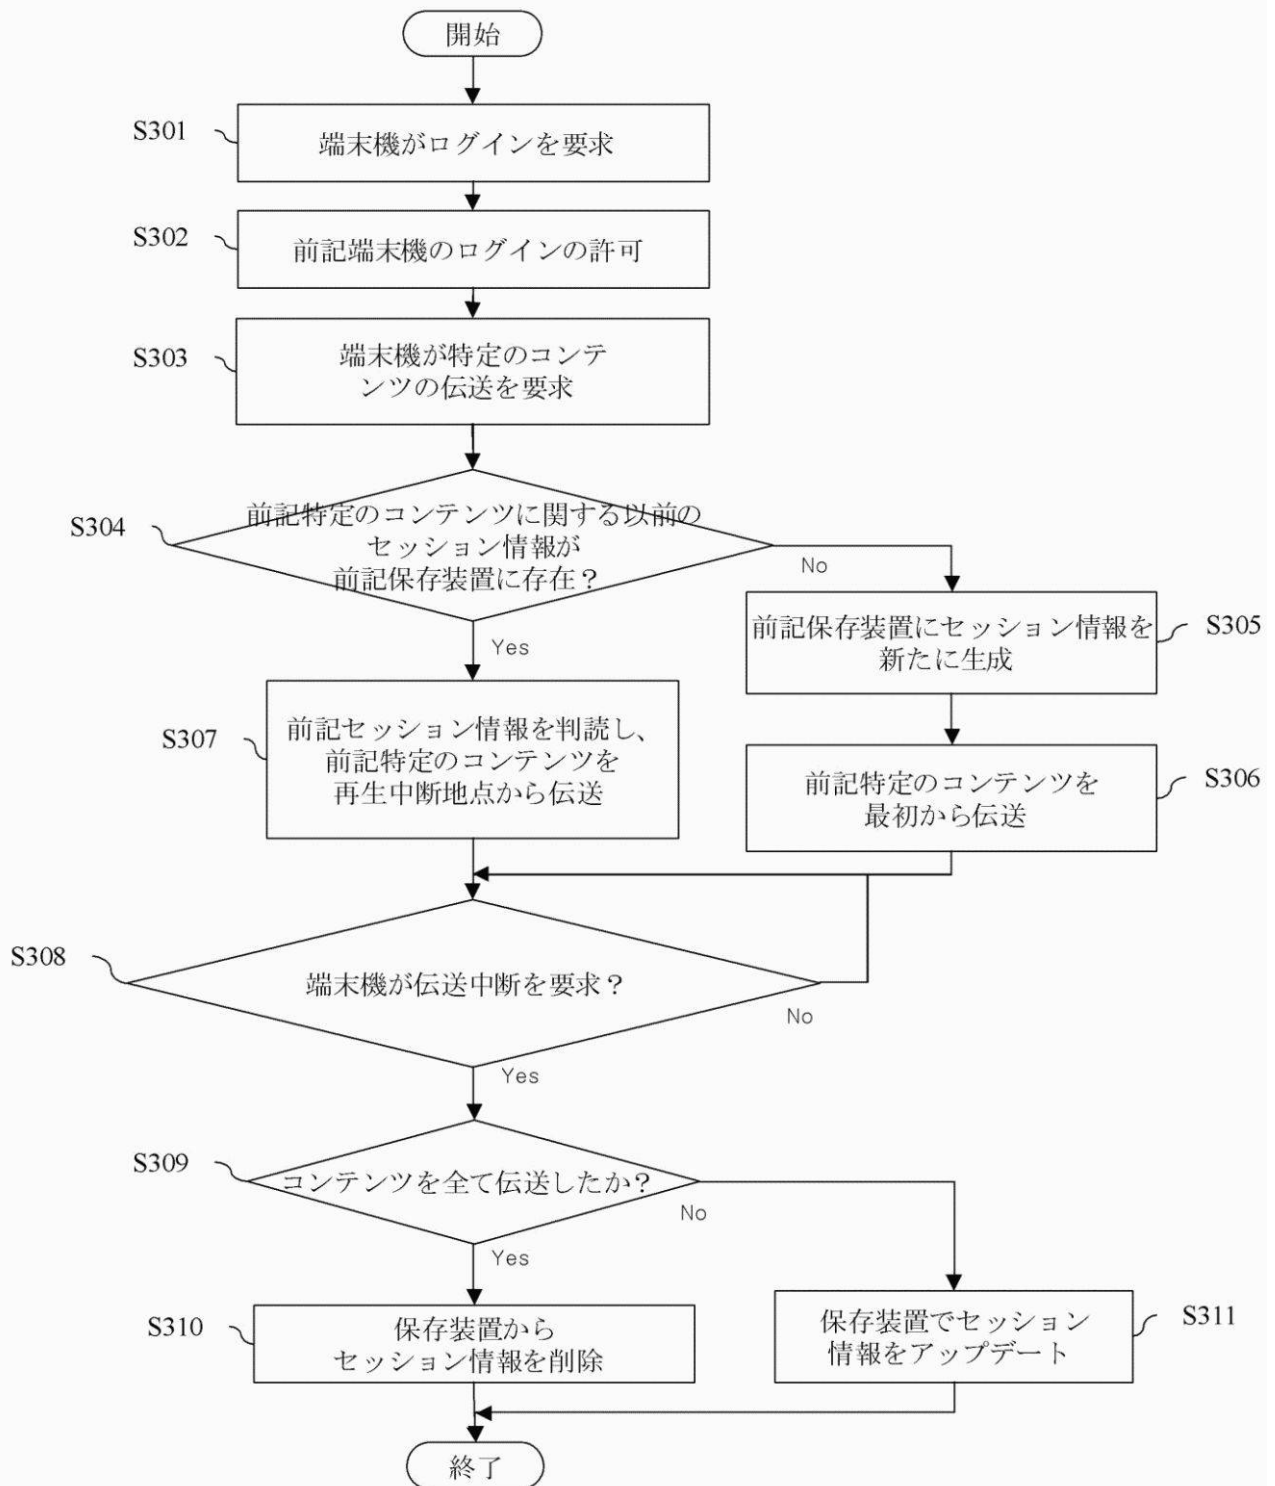 開始
S301
端末機がログインを要求
S302
前記端末機のログインの許可
S303
端末機が特定のコンテ
ンツの伝送を要求
S304
前記特定のコンテンツに関する以前の
セッション情報が
前記保存装置に存在？
No
Yes
前記保存装置にセッション情報を
新たに生成
S305
S307
前記セッション情報を判読し、
前記特定のコンテンツを
再生中断地点から伝送
前記特定のコンテンツを
最初から伝送
S306
S308
端末機が伝送中断を要求？
No
Yes
S309
コンテンツを全て伝送したか？
No
Yes
S310
保存装置から
セッション情報を削除
保存装置でセッション
情報をアップデート
S311
終了